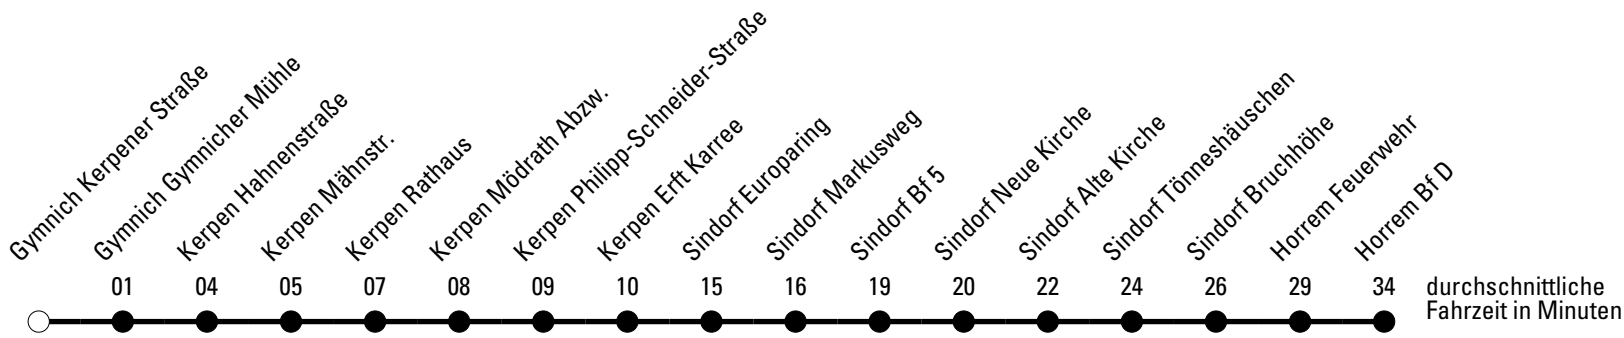 Gymnich Kerpener Straße
Gymnich Gymnicher Mühle
Kerpen Hahnenstraße
Kerpen Mähnstr.
Kerpen Rathaus
Kerpen Mödrath Abzw.
Kerpen Philipp-Schneider-Straße
Kerpen Erft Karree
Sindorf Europaring
Sindorf Markusweg
Sindorf Bf 5
Sindorf Neue Kirche
Sindorf Alte Kirche
Sindorf Tönneshäuschen
Sindorf Bruchhöhe
Horrem Feuerwehr
Horrem Bf D
01 04 05 07 08 09 10 15 16 19 20 22 24 26 29 34 durchschnittliche
Fahrzeit in Minuten